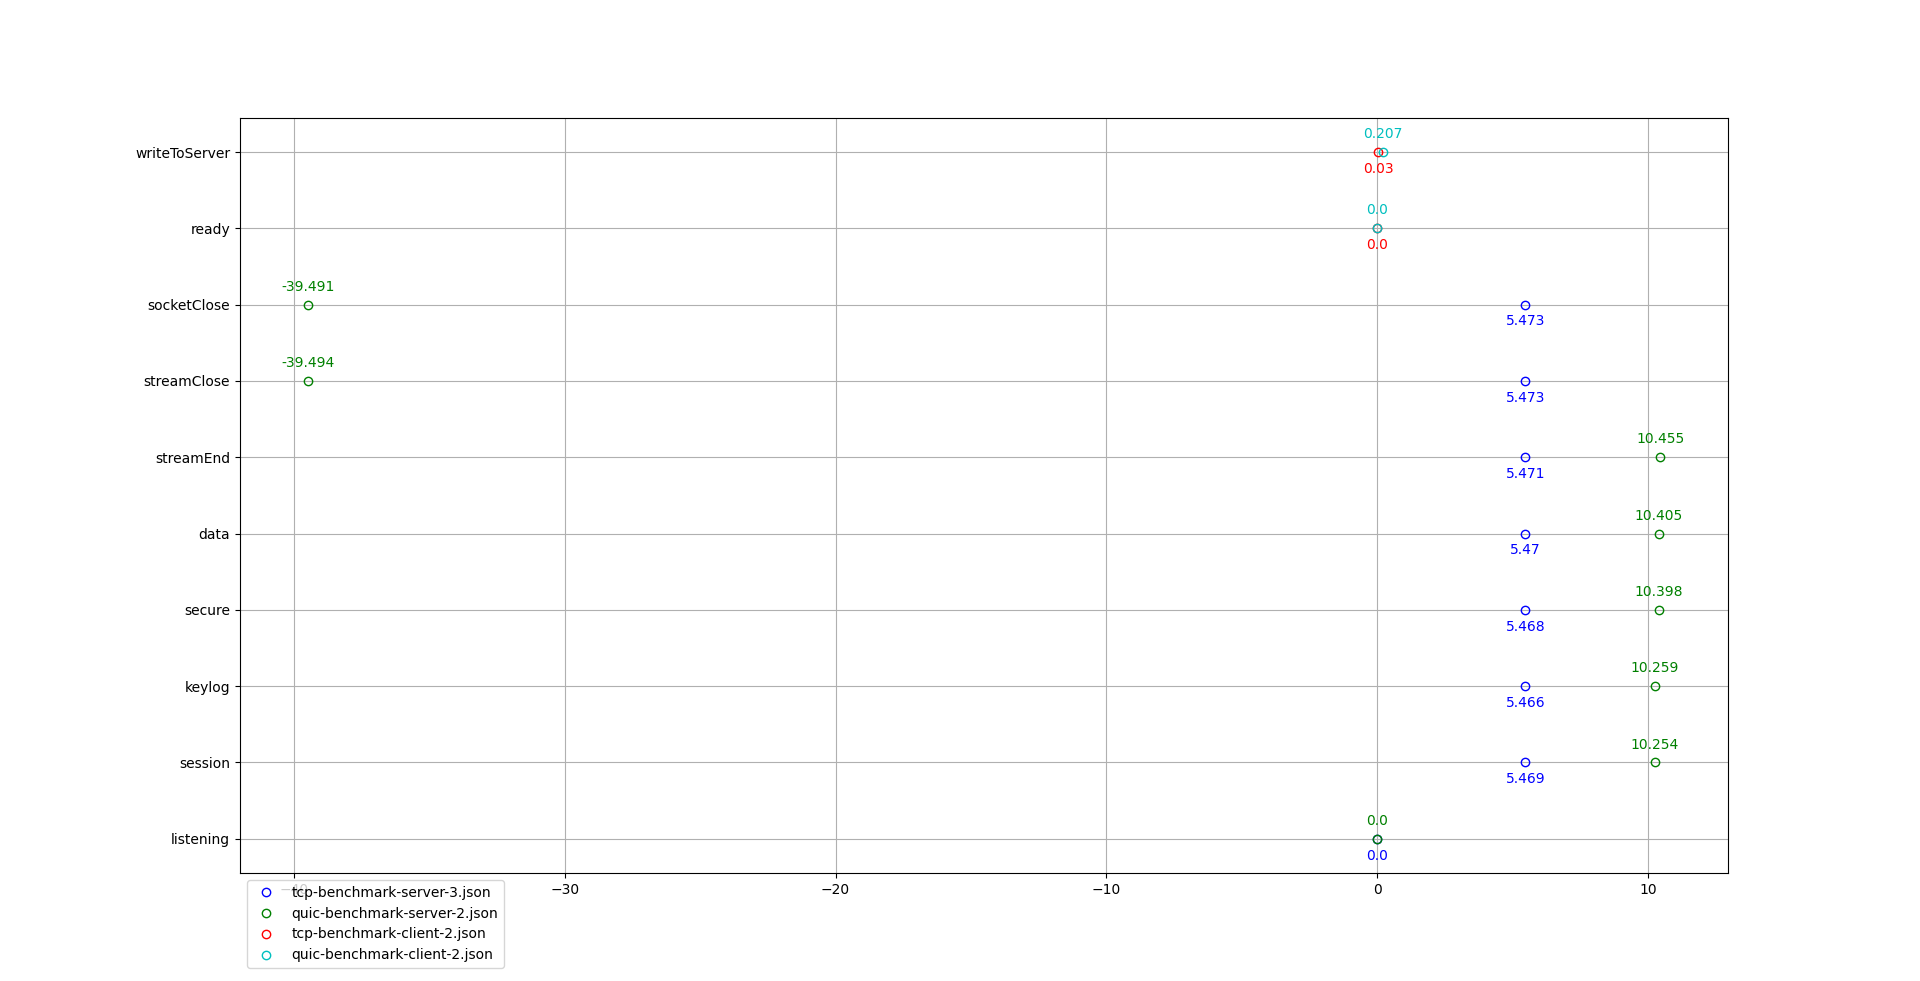 0.207
writeToServer
0.03
0.0
ready
0.0
-39.491
socketClose
5.473
-39.494
streamClose
5.473
10.455
streamEnd
5.471
10.405
data
5.47
10.398
secure
5.468
10.259
keylog
5.466
10.254
session
5.469
0.0
listening
0.0
−40 −30 −20 −10 0 10
tcp-benchmark-server-3.json
quic-benchmark-server-2.json
tcp-benchmark-client-2.json
quic-benchmark-client-2.json